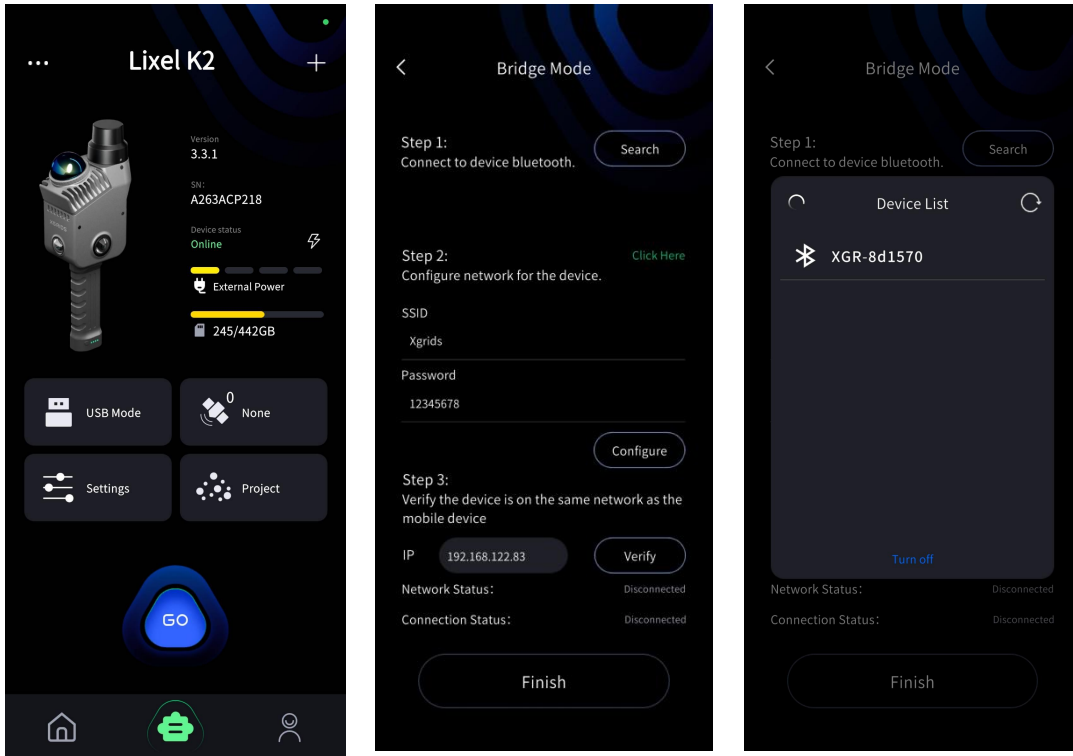 Lixel K2
Version
3.3.1
SN:
A263ACP218
Device status
Online
External Power
245/442GB
USB Mode
0
None
Settings
Project
GO
Bridge Mode
Step 1:
Connect to device bluetooth.
Search
Step 2:
Click Here
Configure network for the device.
SSID
Xgrids
Password
12345678
Configure
Step 3:
Verify the device is on the same network as the
mobile device
IP
192.168.122.83
Verify
Network Status:
Disconnected
Connection Status:
Disconnected
Finish
Bridge Mode
Step 1:
Connect to device bluetooth.
Search
Device List
XGR-8d1570
Turn off
Network Status:
Disconnected
Connection Status:
Disconnected
Finish